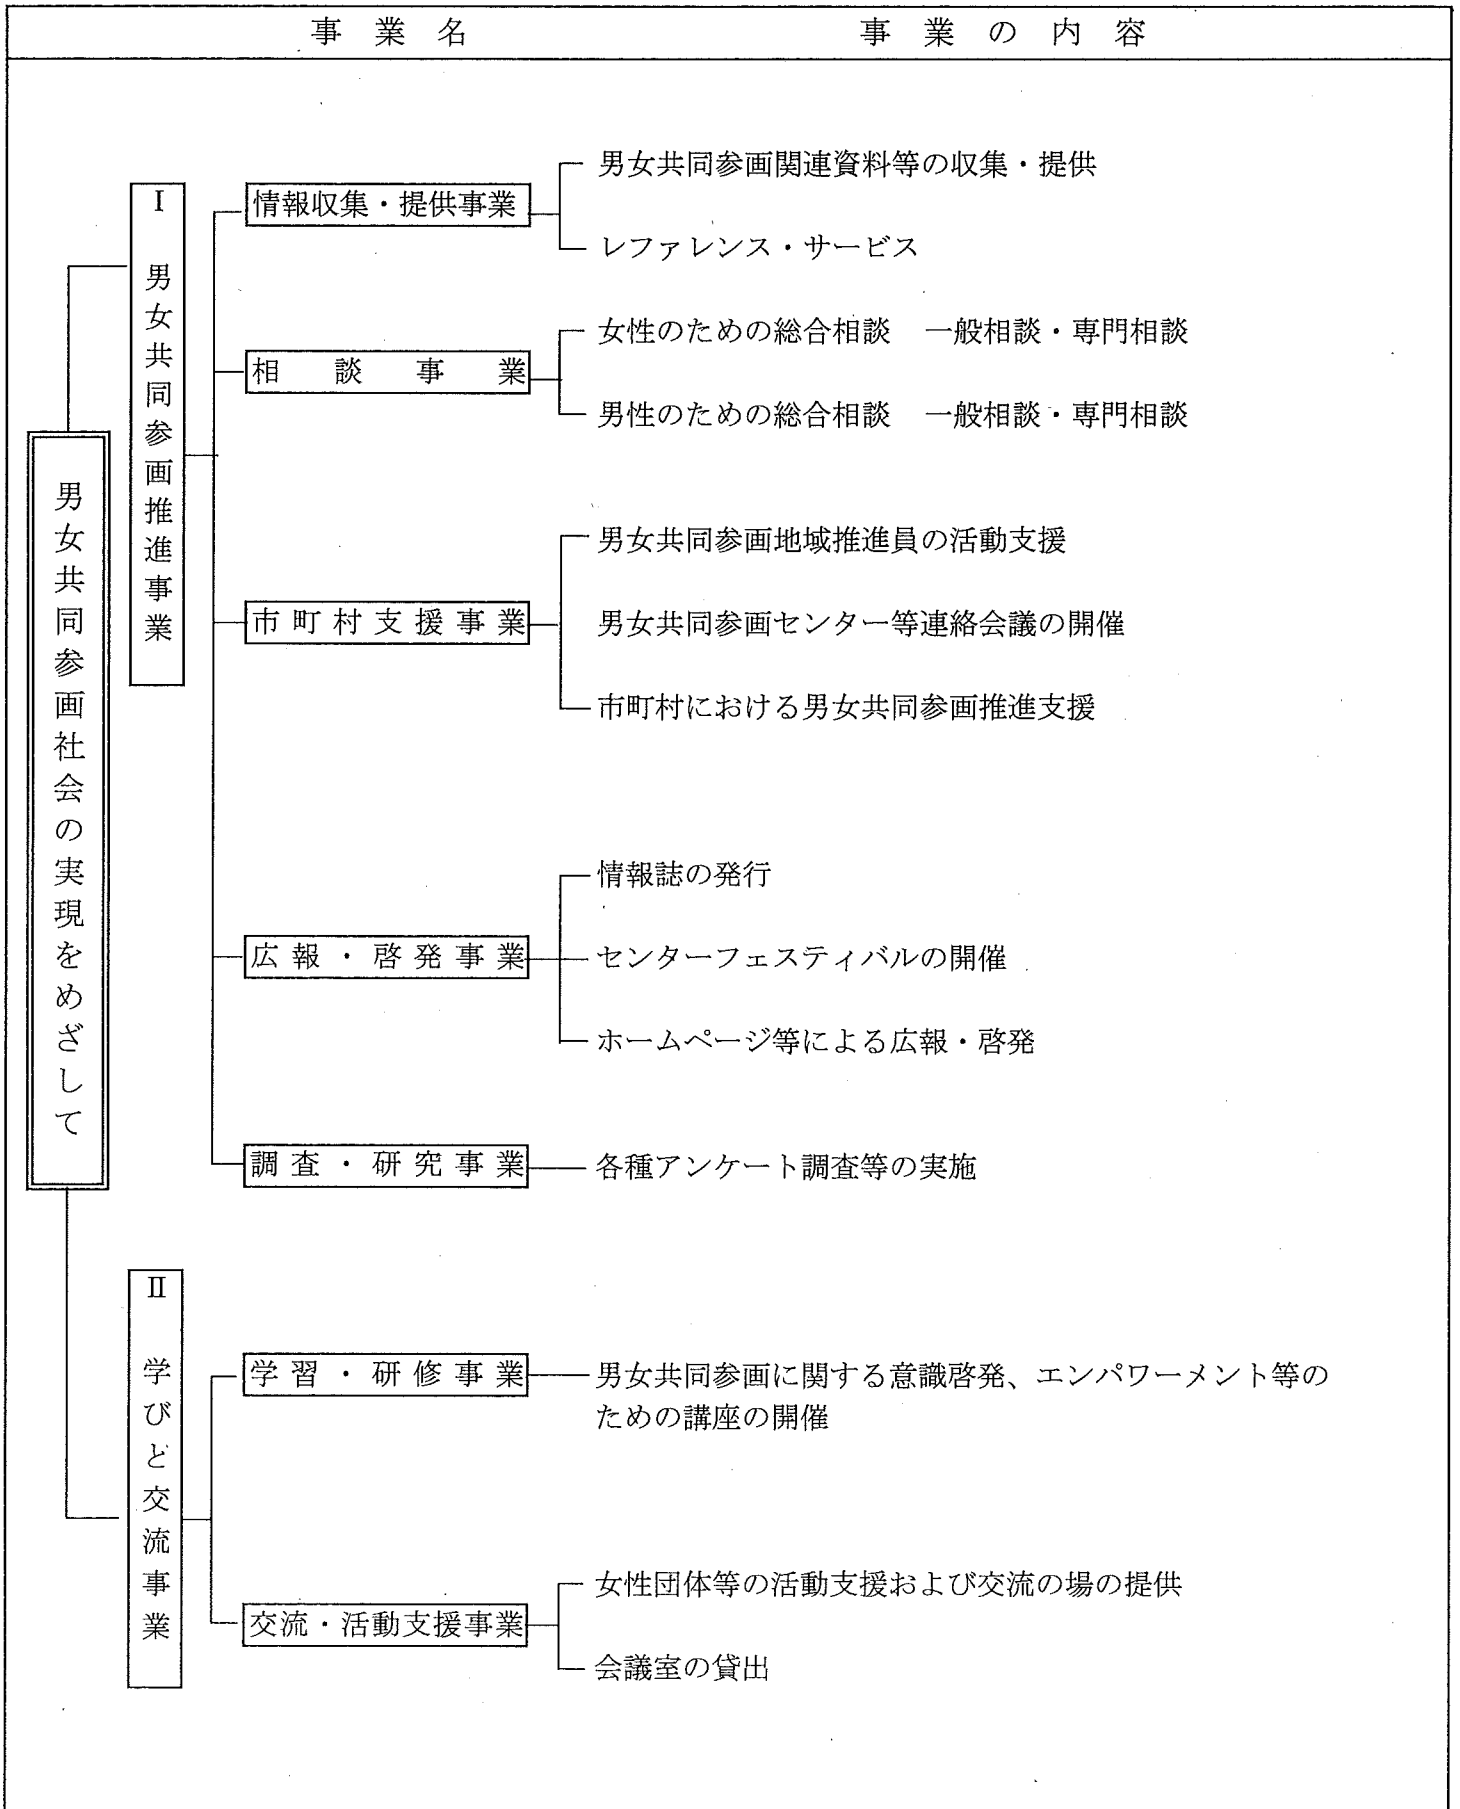 事業名　事業の内容
男女共同参画社会の実現をめざして
Ⅰ 男女共同参画推進事業
情報収集・提供事業
男女共同参画関連資料等の収集・提供
レファレンス・サービス
相談事業
女性のための総合相談　一般相談・専門相談
男性のための総合相談　一般相談・専門相談
市町村支援事業
男女共同参画地域推進員の活動支援
男女共同参画センター等連絡会議の開催
市町村における男女共同参画推進支援
広報・啓発事業
情報誌の発行
センターフェスティバルの開催
ホームページ等による広報・啓発
調査・研究事業
各種アンケート調査等の実施
Ⅱ 学びと交流事業
学習・研修事業
男女共同参画に関する意識啓発、エンパワーメント等の
ための講座の開催
交流・活動支援事業
女性団体等の活動支援および交流の場の提供
会議室の貸出